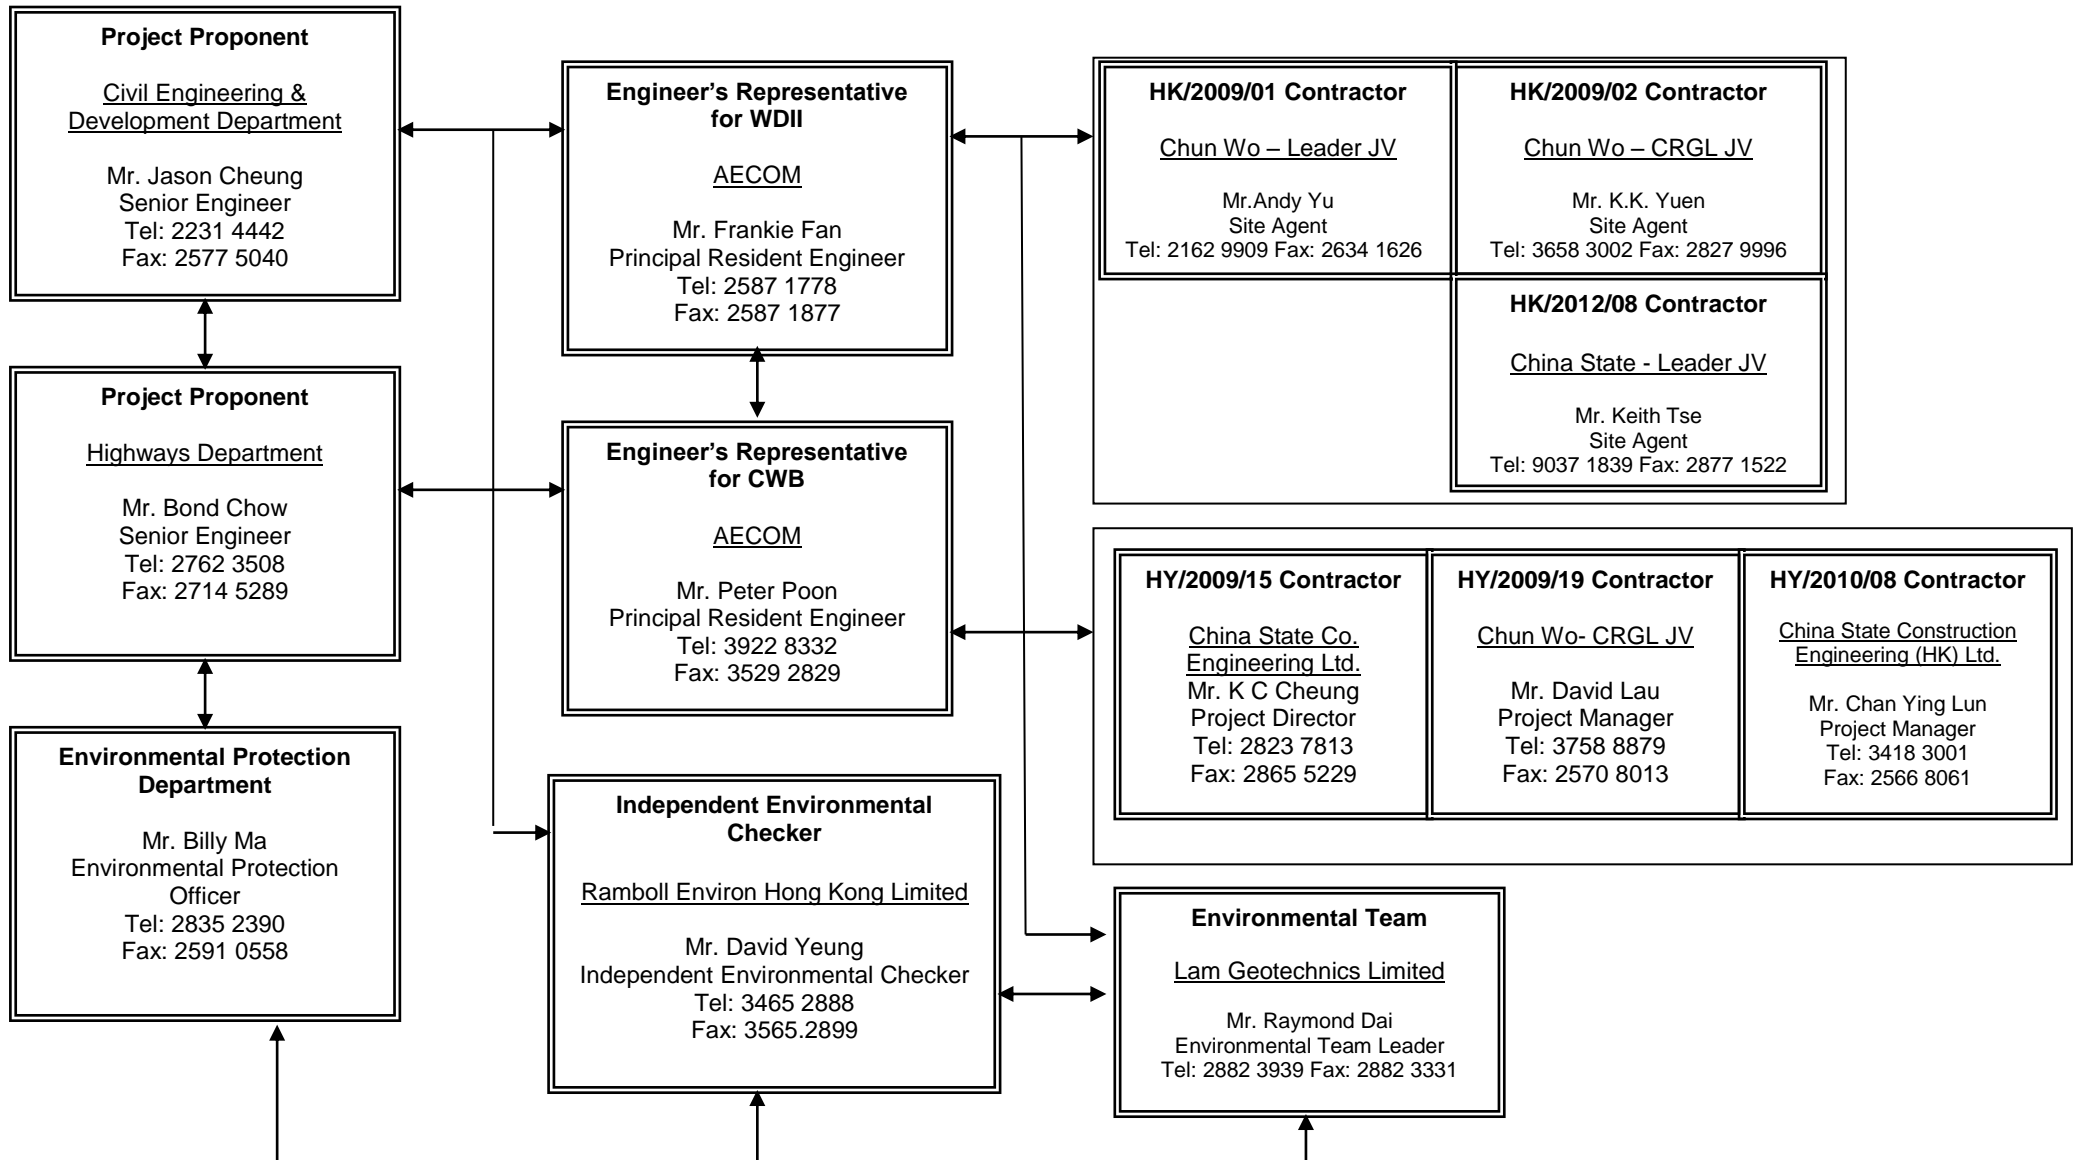 Project Proponent
Civil Engineering &
Development Department
Mr. Jason Cheung
Senior Engineer
Tel: 2231 4442
Fax: 2577 5040
Project Proponent
Highways Department
Mr. Bond Chow
Senior Engineer
Tel: 2762 3508
Fax: 2714 5289
Environmental Protection
Department
Mr. Billy Ma
Environmental Protection
Officer
Tel: 2835 2390
Fax: 2591 0558
Engineer’s Representative
for WDII
AECOM
Mr. Frankie Fan
Principal Resident Engineer
Tel: 2587 1778
Fax: 2587 1877
Engineer’s Representative
for CWB
AECOM
Mr. Peter Poon
Principal Resident Engineer
Tel: 3922 8332
Fax: 3529 2829
Independent Environmental
Checker
Ramboll Environ Hong Kong Limited
Mr. David Yeung
Independent Environmental Checker
Tel: 3465 2888
Fax: 3565.2899
HK/2009/01 Contractor
Chun Wo – Leader JV
Mr.Andy Yu
Site Agent
Tel: 2162 9909 Fax: 2634 1626
HK/2009/02 Contractor
Chun Wo – CRGL JV
Mr. K.K. Yuen
Site Agent
Tel: 3658 3002 Fax: 2827 9996
HK/2012/08 Contractor
China State - Leader JV
Mr. Keith Tse
Site Agent
Tel: 9037 1839 Fax: 2877 1522
HY/2009/15 Contractor
China State Co.
Engineering Ltd.
Mr. K C Cheung
Project Director
Tel: 2823 7813
Fax: 2865 5229
HY/2009/19 Contractor
Chun Wo- CRGL JV
Mr. David Lau
Project Manager
Tel: 3758 8879
Fax: 2570 8013
HY/2010/08 Contractor
China State Construction
Engineering (HK) Ltd.
Mr. Chan Ying Lun
Project Manager
Tel: 3418 3001
Fax: 2566 8061
Environmental Team
Lam Geotechnics Limited
Mr. Raymond Dai
Environmental Team Leader
Tel: 2882 3939 Fax: 2882 3331